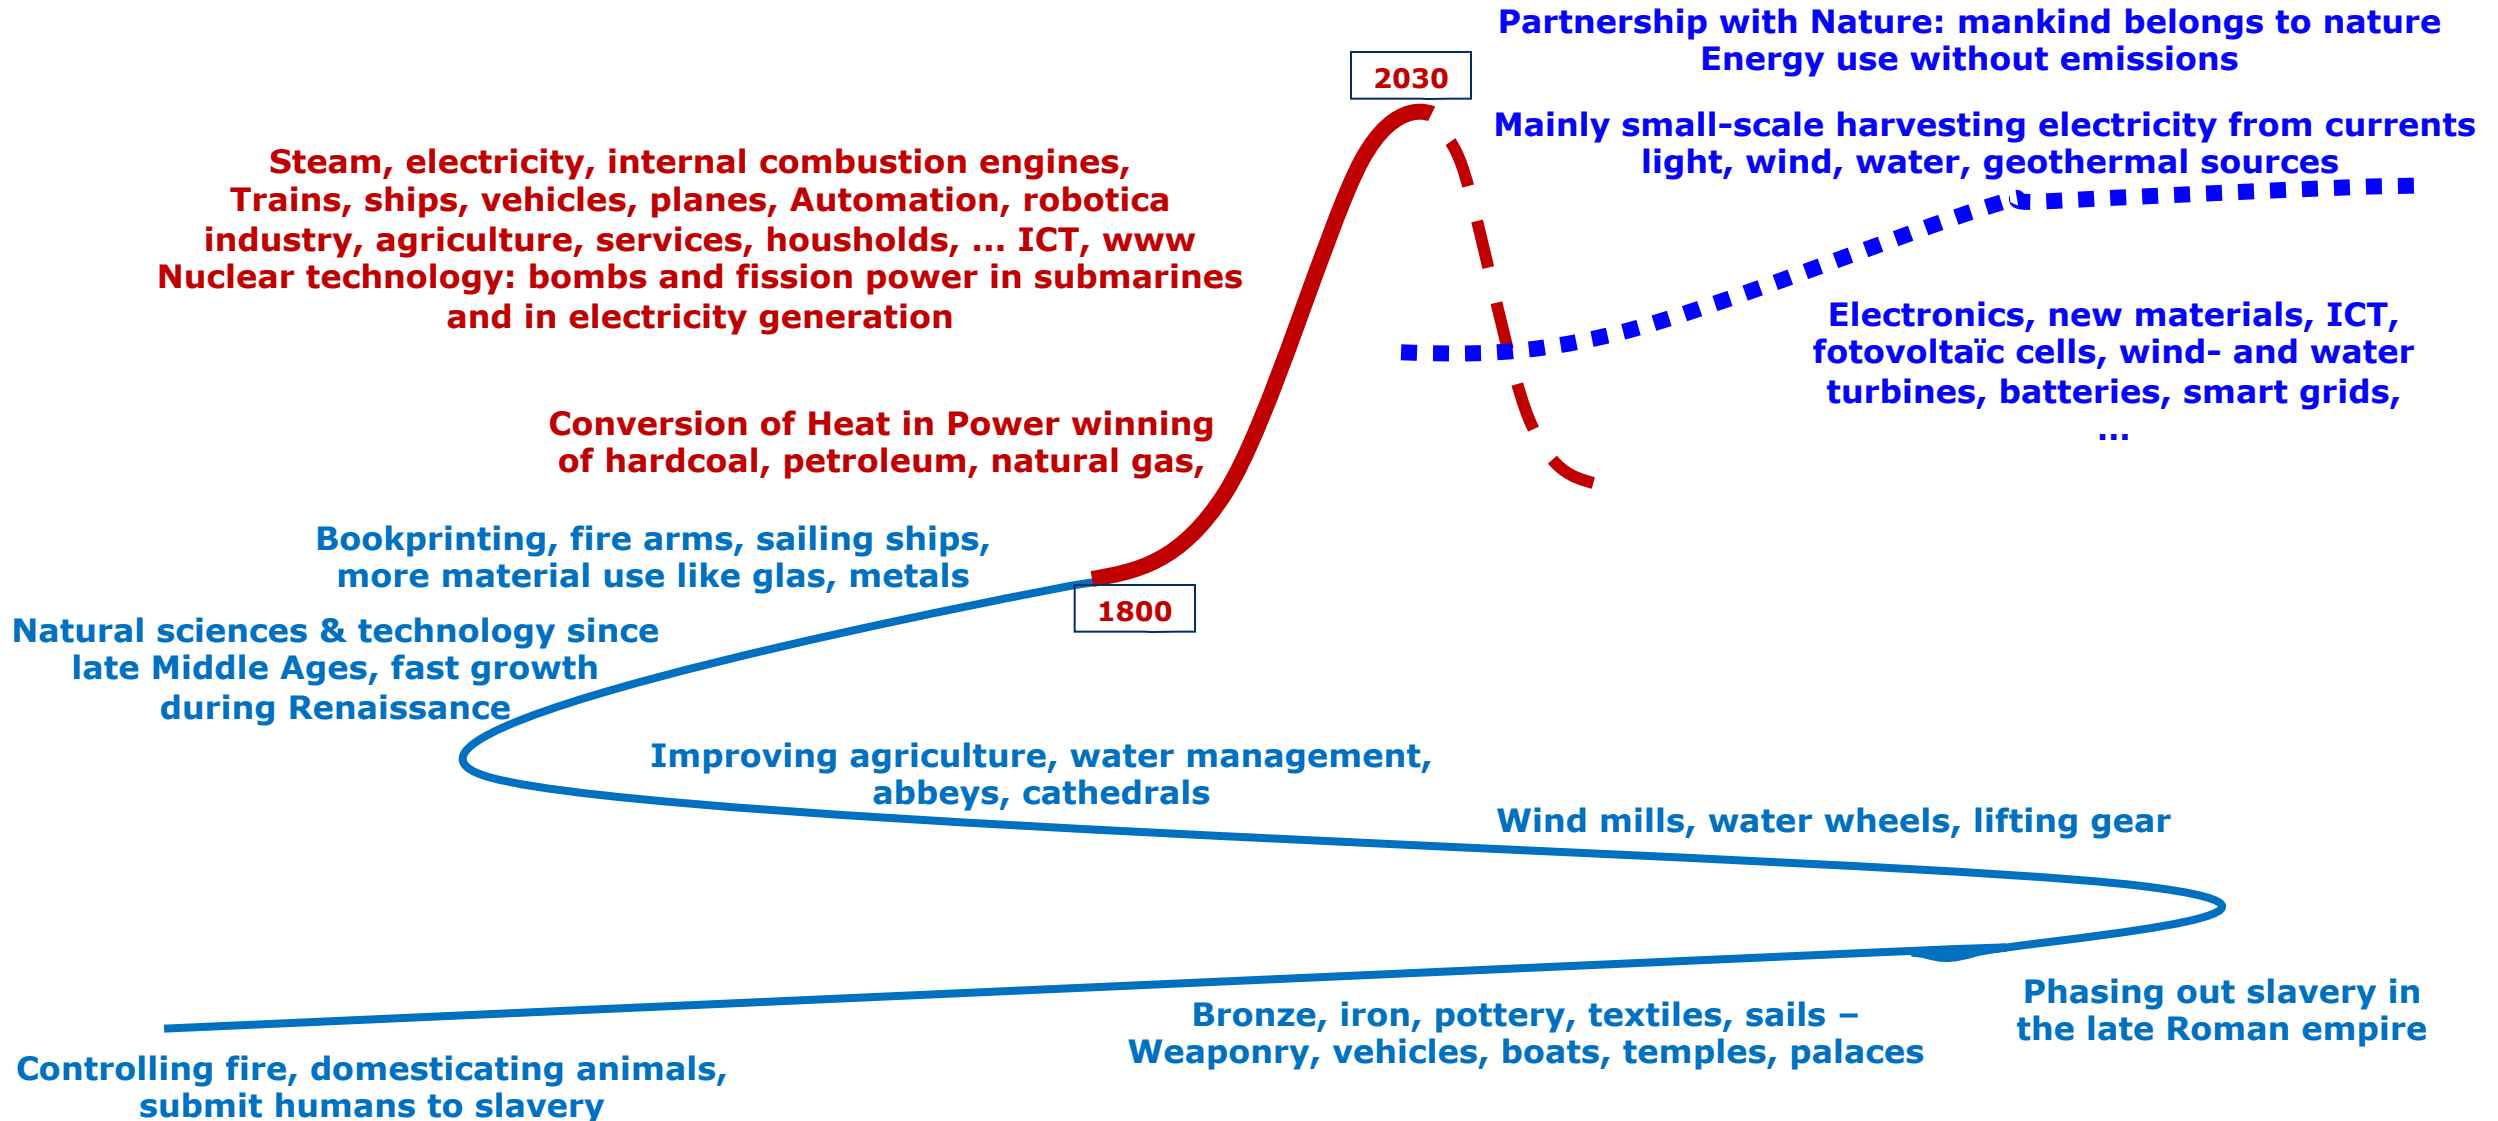 Partnership with Nature: mankind belongs to nature
Energy use without emissions
2030
Mainly small-scale harvesting electricity from currents
light, wind, water, geothermal sources
Steam, electricity, internal combustion engines,
Trains, ships, vehicles, planes, Automation, robotica
industry, agriculture, services, housholds, ... ICT, www
Nuclear technology: bombs and fission power in submarines
and in electricity generation
Electronics, new materials, ICT,
fotovoltaïc cells, wind- and water
turbines, batteries, smart grids,
...
Conversion of Heat in Power winning
of hardcoal, petroleum, natural gas,
Bookprinting, fire arms, sailing ships,
more material use like glas, metals
1800
Natural sciences & technology since
late Middle Ages, fast growth
during Renaissance
Improving agriculture, water management,
abbeys, cathedrals
Wind mills, water wheels, lifting gear
Phasing out slavery in
the late Roman empire
Bronze, iron, pottery, textiles, sails –
Weaponry, vehicles, boats, temples, palaces
Controlling fire, domesticating animals,
submit humans to slavery